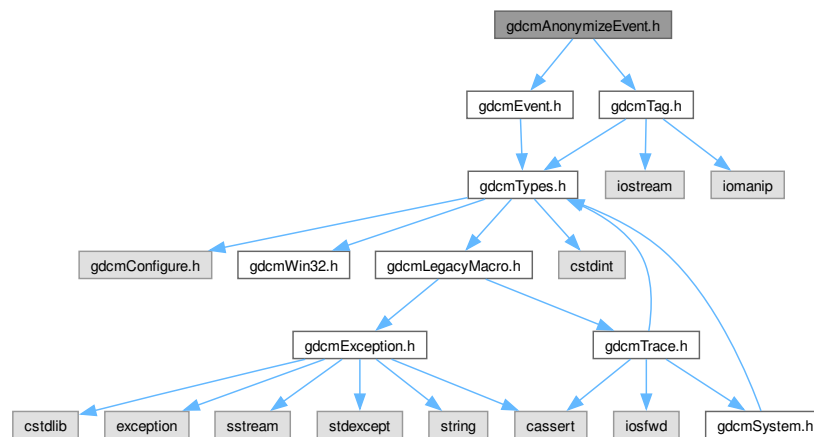 gdcmAnonymizeEvent.h
gdcmEvent.h
gdcmTag.h
gdcmTypes.h
iostream
iomanip
gdcmConfigure.h
gdcmWin32.h
gdcmLegacyMacro.h
cstdint
gdcmException.h
gdcmTrace.h
cstdlib
exception
sstream
stdexcept
string
cassert
iosfwd
gdcmSystem.h